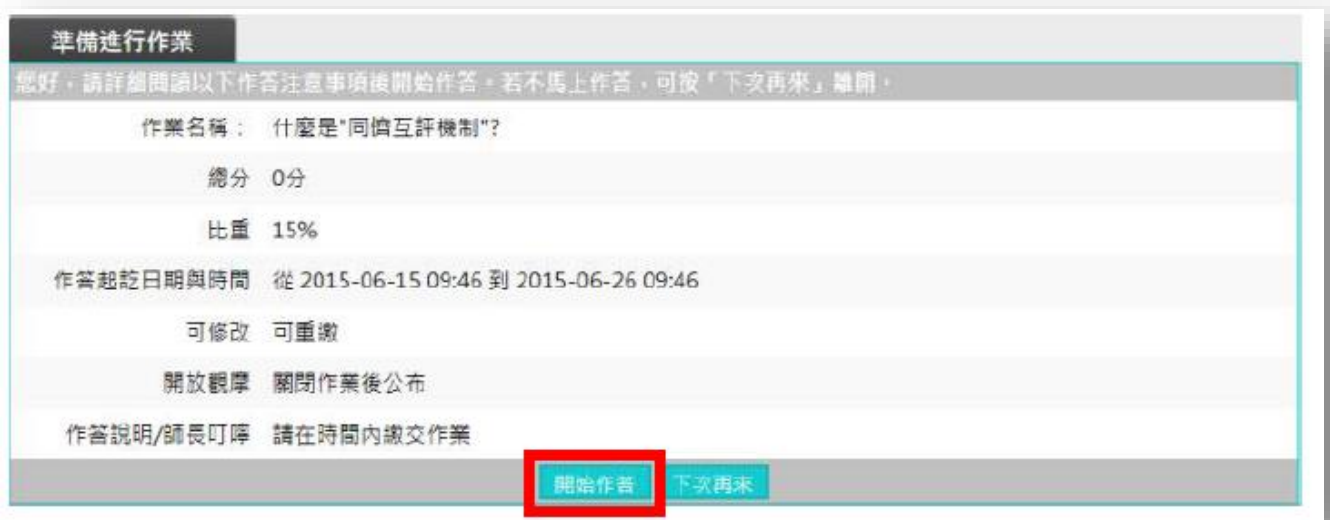 準備進行作業
您好，請詳細閱讀以下作答注意事項後開始作答。若不馬上作答，可按「下次再來」離開。
作業名稱： 什麼是"同儕互評機制"?
總分 0分
比重 15%
作答起訖日期與時間 從 2015-06-15 09:46 到 2015-06-26 09:46
可修改 可重繳
開放觀摩 關閉作業後公布
作答說明/師長叮嚀 請在時間內繳交作業
開始作答 下次再來